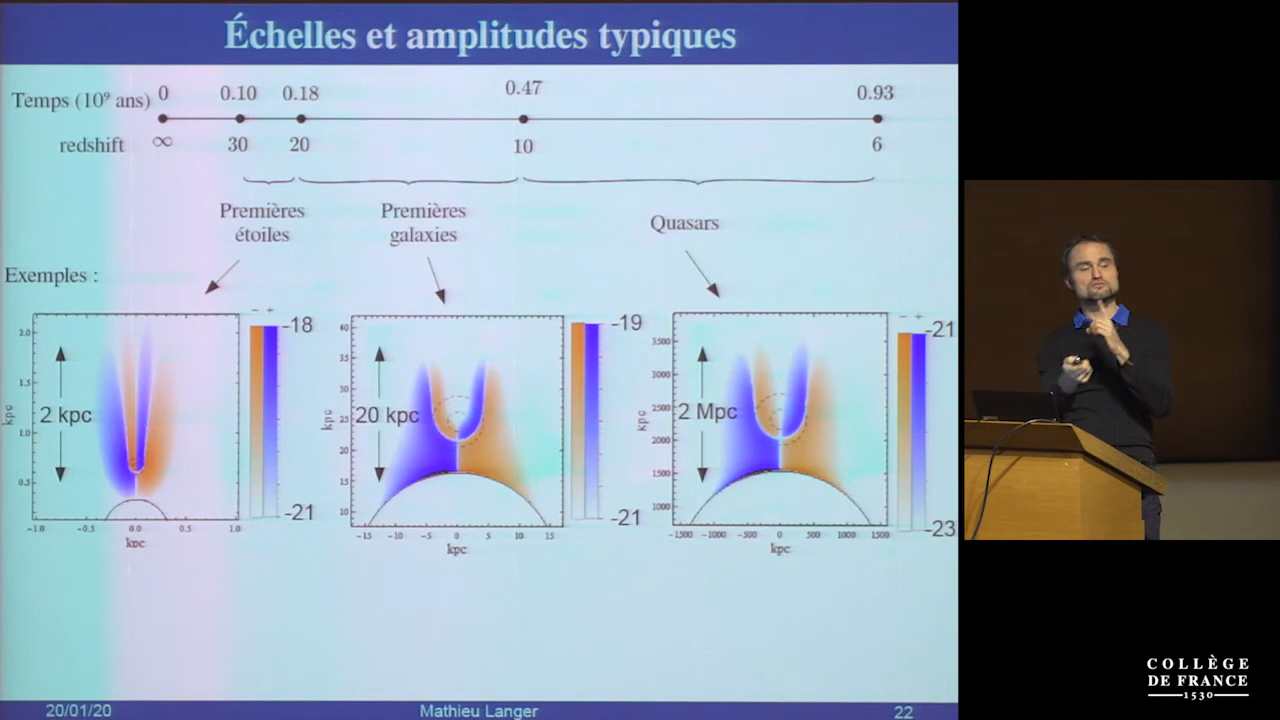 Échelles et amplitudes typiques
Temps (10⁹ ans) 0 0.10 0.18 0.47 0.93
redshift ∞ 30 20 10 6
Premières étoiles
Premières galaxies
Quasars
Exemples :
− +
-18
2.0
1.5
1.0
0.5
kpc
2 kpc
-21
-1.0 -0.5 0.0 0.5 1.0
kpc
-19
40
35
30
25
20
15
10
kpc
20 kpc
-21
-15 -10 -5 0 5 10 15
kpc
− +
-21
3500
3000
2500
2000
1500
1000
kpc
2 Mpc
-23
-1500 -1000 -500 0 500 1000 1500
kpc
20/01/20 Mathieu Langer 22
COLLÈGE
DE FRANCE
1530